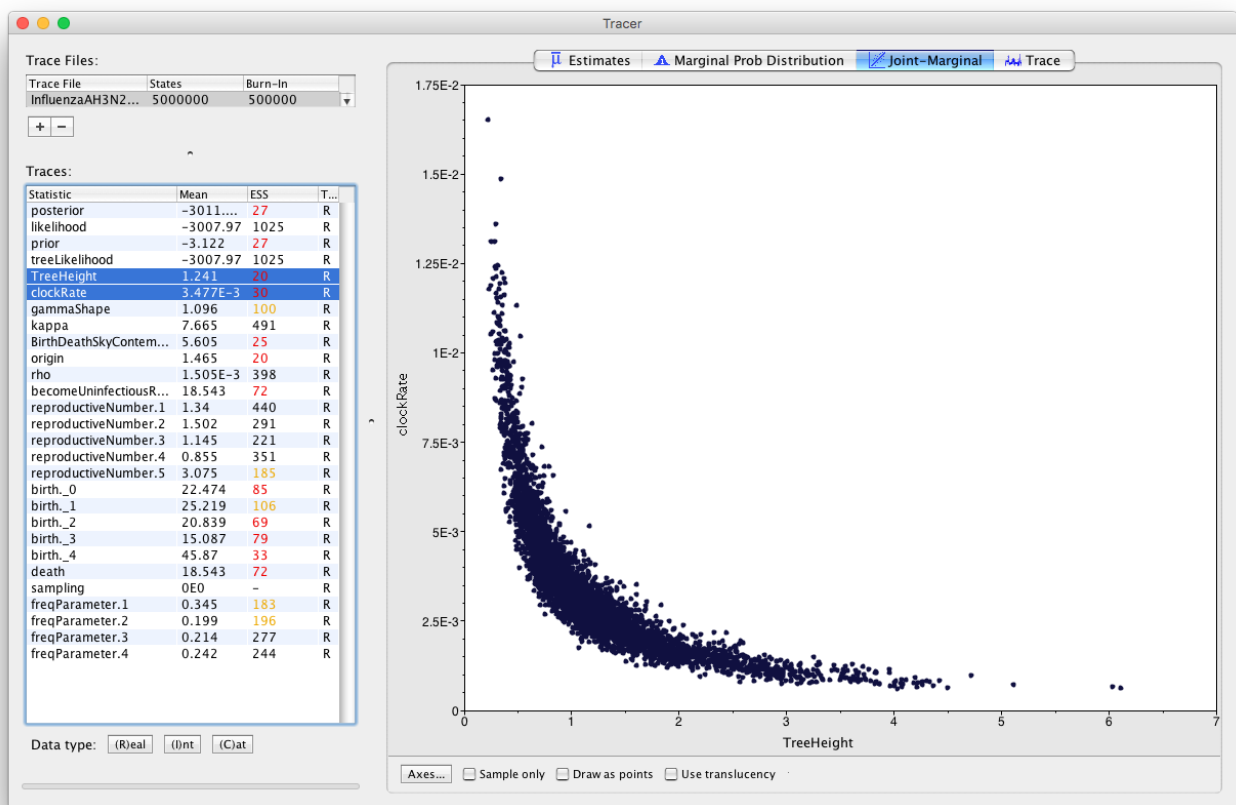 Tracer
Trace Files:
Trace File States Burn-In
InfluenzaAH3N2... 5000000 500000
+ −
Traces:
Statistic Mean ESS T...
posterior -3011.... 27 R
likelihood -3007.97 1025 R
prior -3.122 27 R
treeLikelihood -3007.97 1025 R
TreeHeight 1.241 20 R
clockRate 3.477E-3 30 R
gammaShape 1.096 100 R
kappa 7.665 491 R
BirthDeathSkyContem... 5.605 25 R
origin 1.465 20 R
rho 1.505E-3 398 R
becomeUninfectiousR... 18.543 72 R
reproductiveNumber.1 1.34 440 R
reproductiveNumber.2 1.502 291 R
reproductiveNumber.3 1.145 221 R
reproductiveNumber.4 0.855 351 R
reproductiveNumber.5 3.075 185 R
birth._0 22.474 85 R
birth._1 25.219 106 R
birth._2 20.839 69 R
birth._3 15.087 79 R
birth._4 45.87 33 R
death 18.543 72 R
sampling 0E0 - R
freqParameter.1 0.345 183 R
freqParameter.2 0.199 196 R
freqParameter.3 0.214 277 R
freqParameter.4 0.242 244 R
Data type: (R)eal (I)nt (C)at
μ Estimates Marginal Prob Distribution Joint-Marginal Trace
1.75E-2
1.5E-2
1.25E-2
1E-2
7.5E-3
5E-3
2.5E-3
0
clockRate
0 1 2 3 4 5 6 7
TreeHeight
Axes... Sample only Draw as points Use translucency